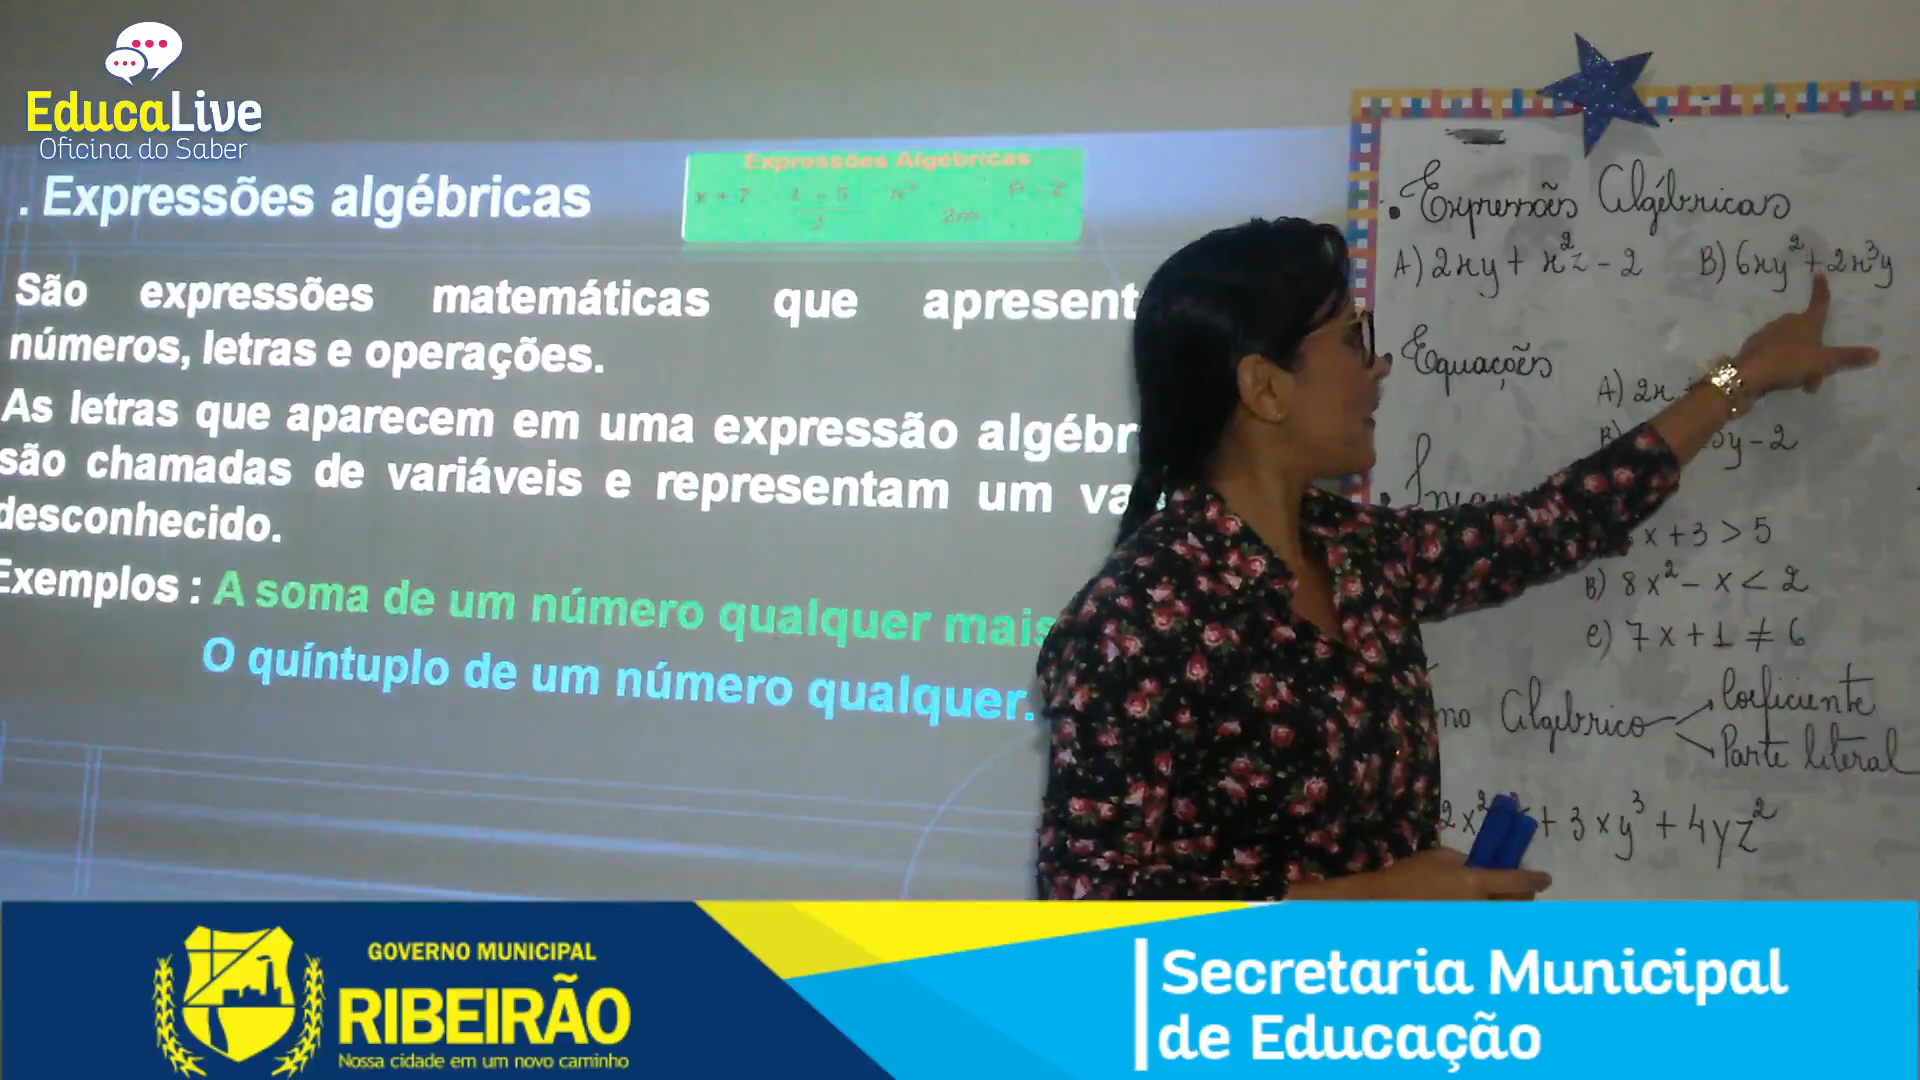 EducaLive
Oficina do Saber
. Expressões algébricas
Expressões Algébricas
x + 7
São expressões matemáticas que apresent
números, letras e operações.
As letras que aparecem em uma expressão algébr
são chamadas de variáveis e representam um va
desconhecido.
Exemplos : A soma de um número qualquer mais
O quíntuplo de um número qualquer.
. Expressões Algébricas
A) 2xy + x²z - 2 B) 6xy² + 2x³y
. Equações
A) 2x
B) y - 2
x + 3 > 5
B) 8x² - x < 2
C) 7x + 1 ≠ 6
mo Algébrico
Coeficiente
Parte literal
2x² + 3xy³ + 4yz²
GOVERNO MUNICIPAL
RIBEIRÃO
Nossa cidade em um novo caminho
Secretaria Municipal
de Educação